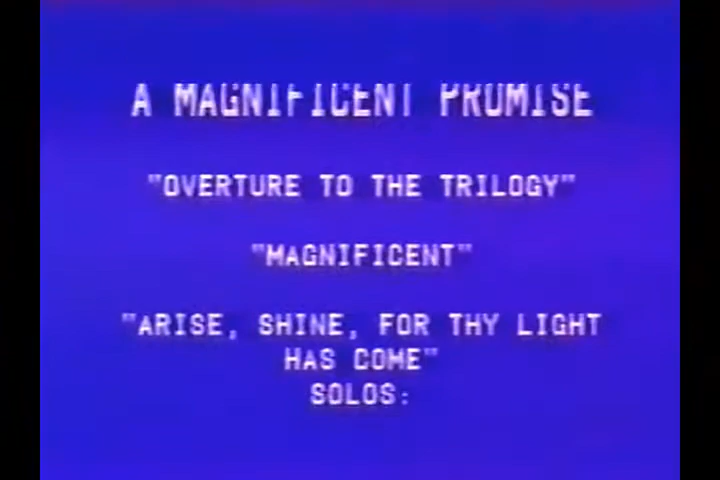 A MAGNIFICENT PROMISE
"OVERTURE TO THE TRILOGY"
"MAGNIFICENT"
"ARISE, SHINE, FOR THY LIGHT
HAS COME"
SOLOS: